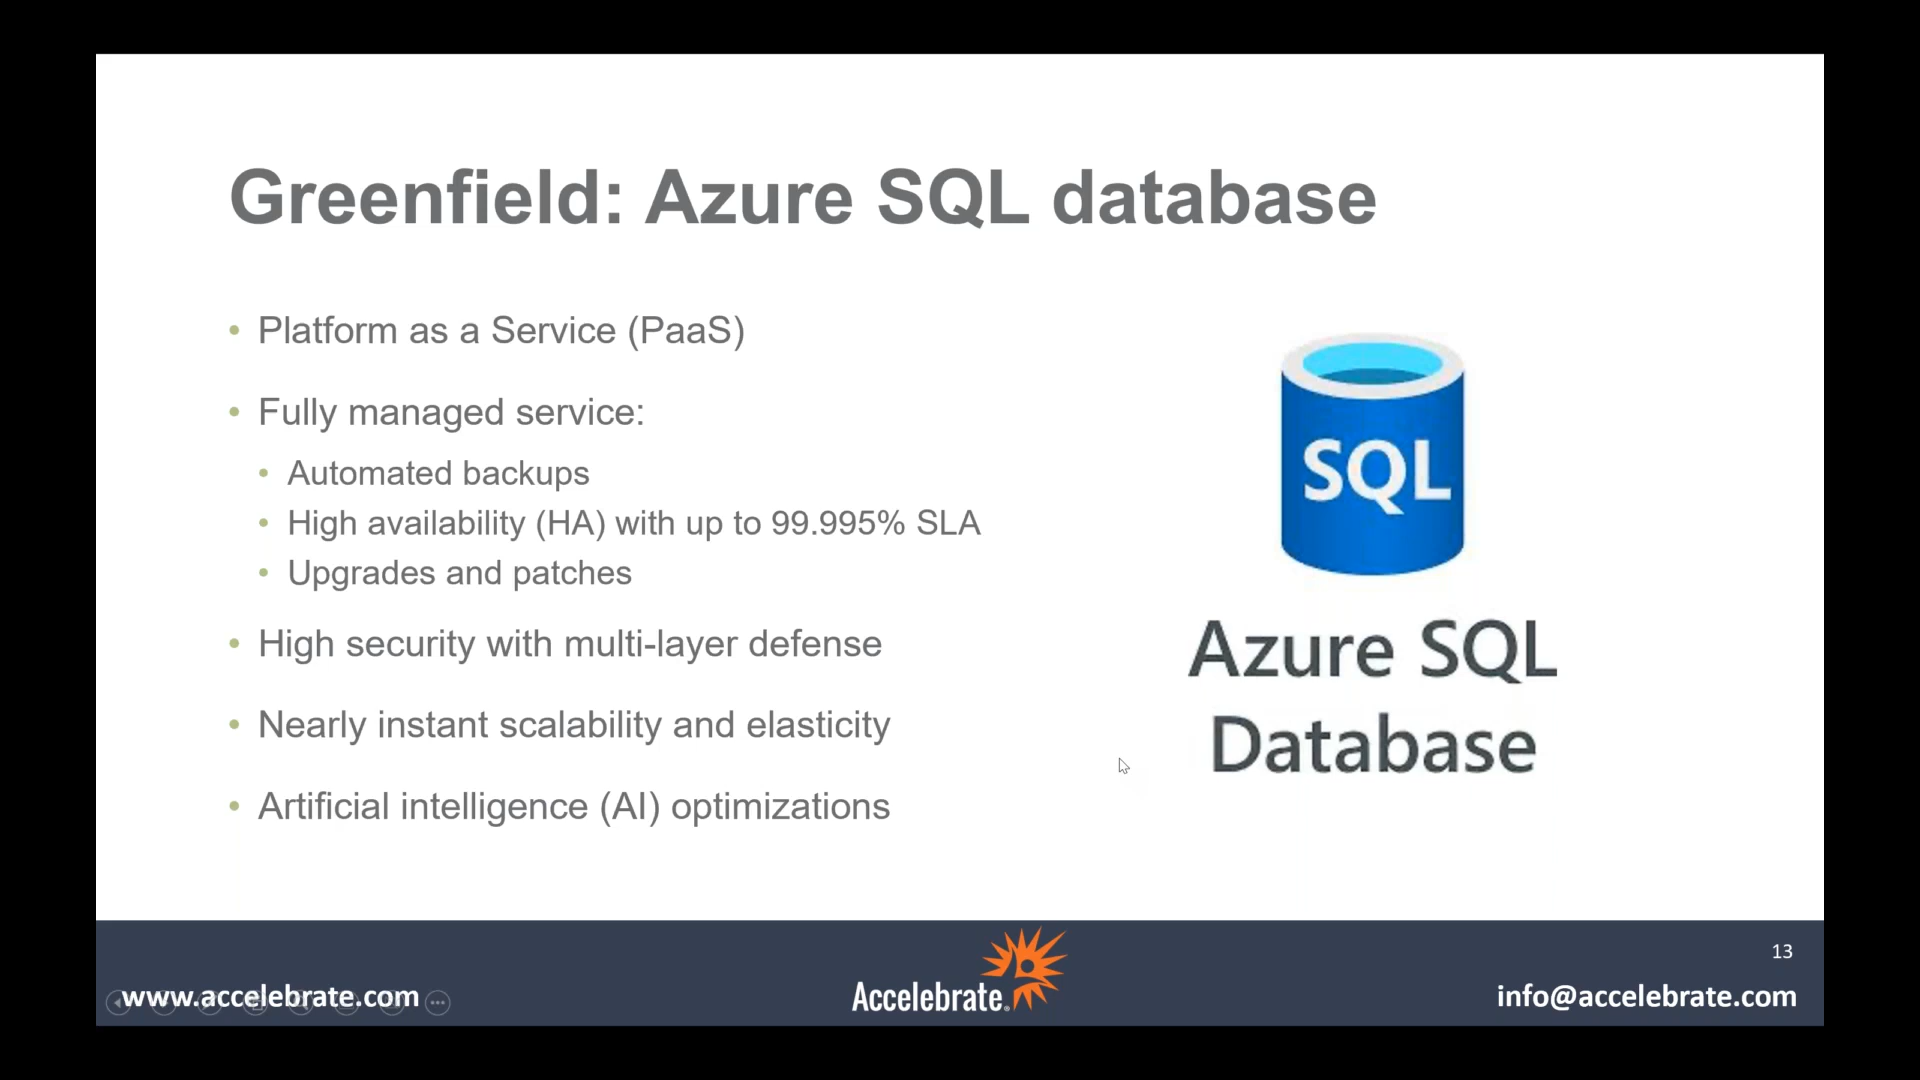 Greenfield: Azure SQL database
• Platform as a Service (PaaS)
• Fully managed service:
• Automated backups
• High availability (HA) with up to 99.995% SLA
• Upgrades and patches
• High security with multi-layer defense
• Nearly instant scalability and elasticity
• Artificial intelligence (AI) optimizations
SQL
Azure SQL
Database
13
www.accelebrate.com
Accelebrate®
info@accelebrate.com